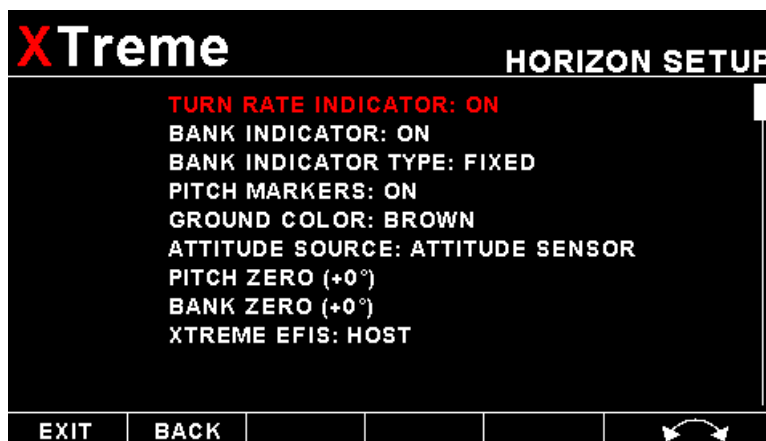 XTreme
HORIZON SETUP
TURN RATE INDICATOR: ON
BANK INDICATOR: ON
BANK INDICATOR TYPE: FIXED
PITCH MARKERS: ON
GROUND COLOR: BROWN
ATTITUDE SOURCE: ATTITUDE SENSOR
PITCH ZERO (+0°)
BANK ZERO (+0°)
XTREME EFIS: HOST
EXIT BACK